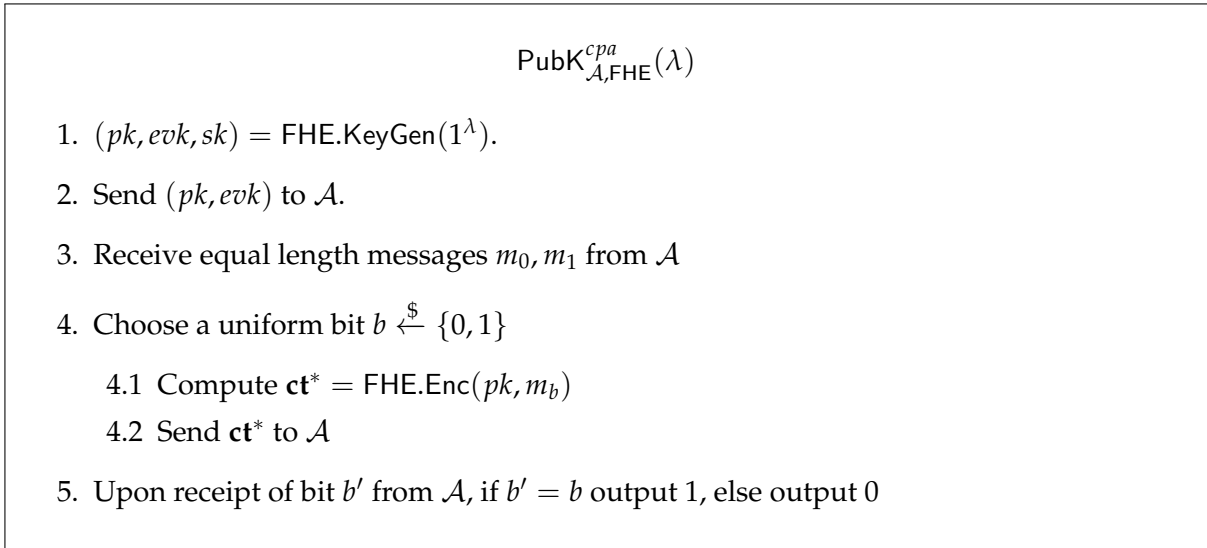 PubK^{cpa}_{𝒜,FHE}(λ)
1. (pk, evk, sk) = FHE.KeyGen(1^λ).
2. Send (pk, evk) to 𝒜.
3. Receive equal length messages m_0, m_1 from 𝒜
4. Choose a uniform bit b ←$ {0, 1}
4.1 Compute ct* = FHE.Enc(pk, m_b)
4.2 Send ct* to 𝒜
5. Upon receipt of bit b′ from 𝒜, if b′ = b output 1, else output 0